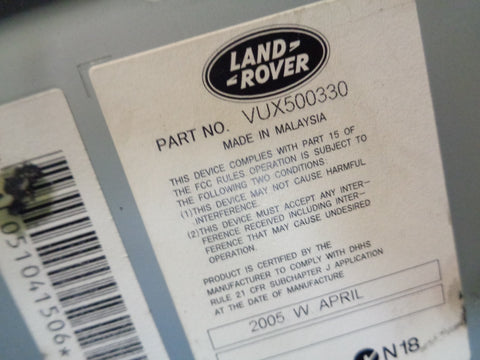 LAND-
-ROVER
PART NO. VUX500330
MADE IN MALAYSIA
THIS DEVICE COMPLIES WITH PART 15 OF
THE FCC RULES OPERATION IS SUBJECT TO
THE FOLLOWING TWO CONDITIONS:
(1)THIS DEVICE MAY NOT CAUSE HARMFUL
INTERFERENCE.
(2)THIS DEVICE MUST ACCEPT ANY INTER-
FERENCE RECEIVED INCLUDING INTER-
FERENCE THAT MAY CAUSE UNDESIRED
OPERATION.
PRODUCT IS CERTIFIED BY THE
MANUFACTURER TO COMPLY WITH DHHS
RULE 21 CFR SUBCHAPTER J APPLICATION
AT THE DATE OF MANUFACTURE
2005 W APRIL
N18
051041506*